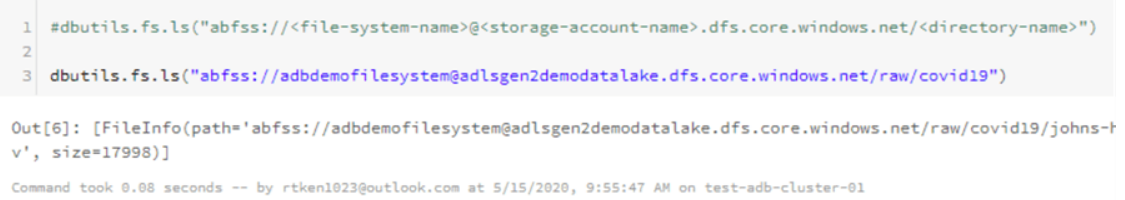 1 #dbutils.fs.ls("abfss://<file-system-name>@<storage-account-name>.dfs.core.windows.net/<directory-name>")
2
3 dbutils.fs.ls("abfss://adbdemofilesystem@adlsgen2demodatalake.dfs.core.windows.net/raw/covid19")
Out[6]: [FileInfo(path='abfss://adbdemofilesystem@adlsgen2demodatalake.dfs.core.windows.net/raw/covid19/johns-h
v', size=17998)]
Command took 0.08 seconds -- by rtken1023@outlook.com at 5/15/2020, 9:55:47 AM on test-adb-cluster-01